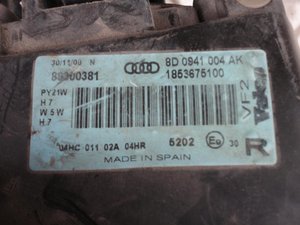 30/11/00 N
8D 0941 004 AK
89300381
1853675100
PY21W
H7
W5W
H7
VF2
04HC 011 02A 04HR
5202
30
R
MADE IN SPAIN